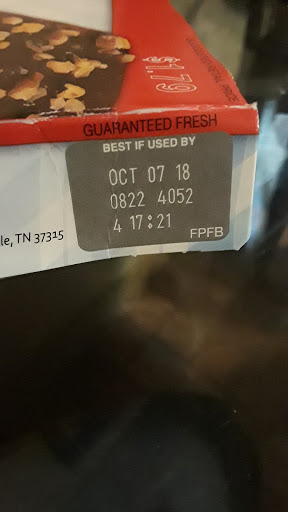 GUARANTEED FRESH
BEST IF USED BY
OCT 07 18
0822 4052
4 17:21
FPFB
le, TN 37315